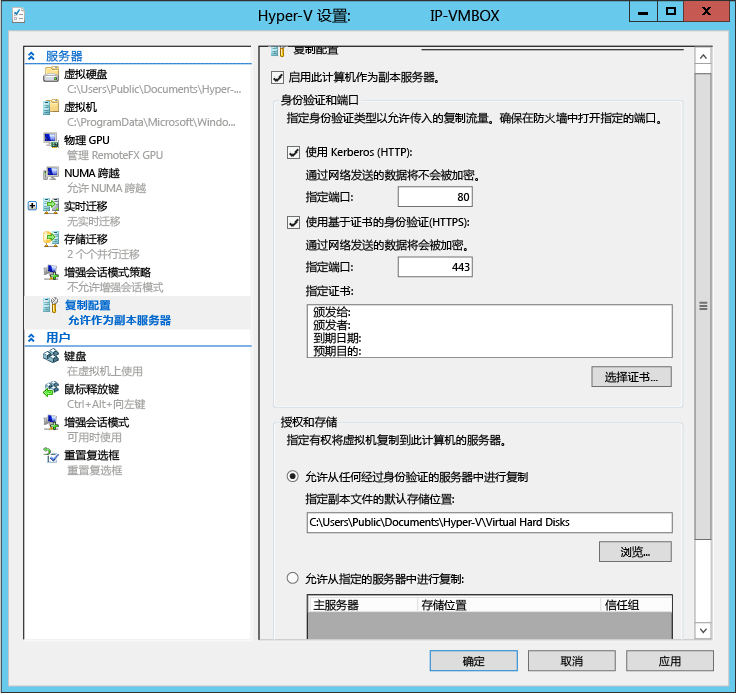 Hyper-V 设置: IP-VMBOX
服务器
虚拟硬盘
C:\Users\Public\Documents\Hyper-...
虚拟机
C:\ProgramData\Microsoft\Windo...
物理 GPU
管理 RemoteFX GPU
NUMA 跨越
允许 NUMA 跨越
实时迁移
无实时迁移
存储迁移
2 个个并行迁移
增强会话模式策略
不允许增强会话模式
复制配置
允许作为副本服务器
用户
键盘
在虚拟机上使用
鼠标释放键
Ctrl+Alt+向左键
增强会话模式
可用时使用
重置复选框
重置复选框
复制配置
启用此计算机作为副本服务器。
身份验证和端口
指定身份验证类型以允许传入的复制流量。确保在防火墙中打开指定的端口。
使用 Kerberos (HTTP):
通过网络发送的数据将不会被加密。
指定端口: 80
使用基于证书的身份验证(HTTPS):
通过网络发送的数据将会被加密。
指定端口: 443
指定证书:
颁发给:
颁发者:
到期日期:
预期目的:
选择证书...
授权和存储
指定有权将虚拟机复制到此计算机的服务器。
允许从任何经过身份验证的服务器中进行复制
指定副本文件的默认存储位置:
C:\Users\Public\Documents\Hyper-V\Virtual Hard Disks
浏览...
允许从指定的服务器中进行复制:
主服务器 存储位置 信任组
确定 取消 应用